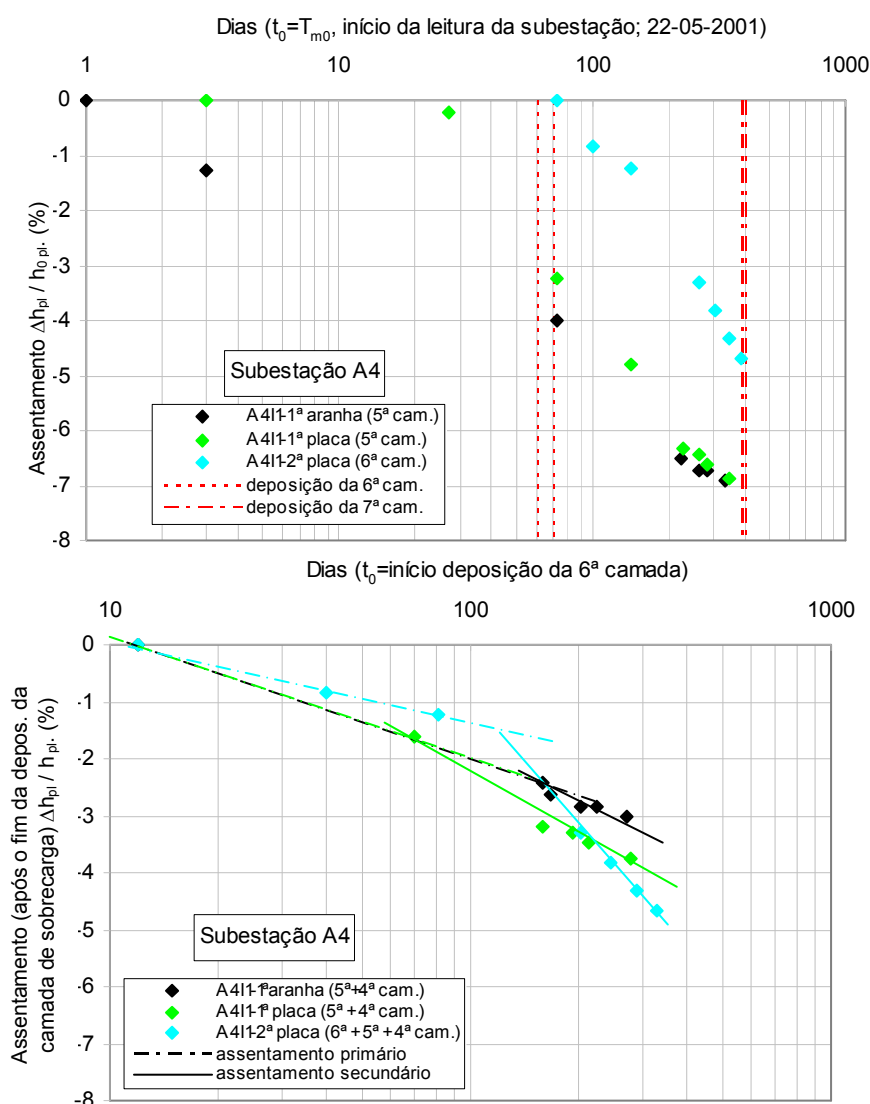 Dias (t0=Tm0, início da leitura da subestação; 22-05-2001)
1 10 100 1000
0
-1
-2
-3
-4
-5
-6
-7
-8
Assentamento Δhpl / h0 pl. (%)
Subestação A4
A4I1-1ª aranha (5ª cam.)
A4I1-1ª placa (5ª cam.)
A4I1-2ª placa (6ª cam.)
deposição da 6ª cam.
deposição da 7ª cam.
Dias (t0=início deposição da 6ª camada)
10 100 1000
0
-1
-2
-3
-4
-5
-6
-7
-8
Assentamento (após o fim da depos. da
camada de sobrecarga) Δhpl / hpl. (%)
Subestação A4
A4I1-1ªaranha (5ª+4ª cam.)
A4I1-1ª placa (5ª +4ª cam.)
A4I1-2ª placa (6ª +5ª +4ª cam.)
assentamento primário
assentamento secundário